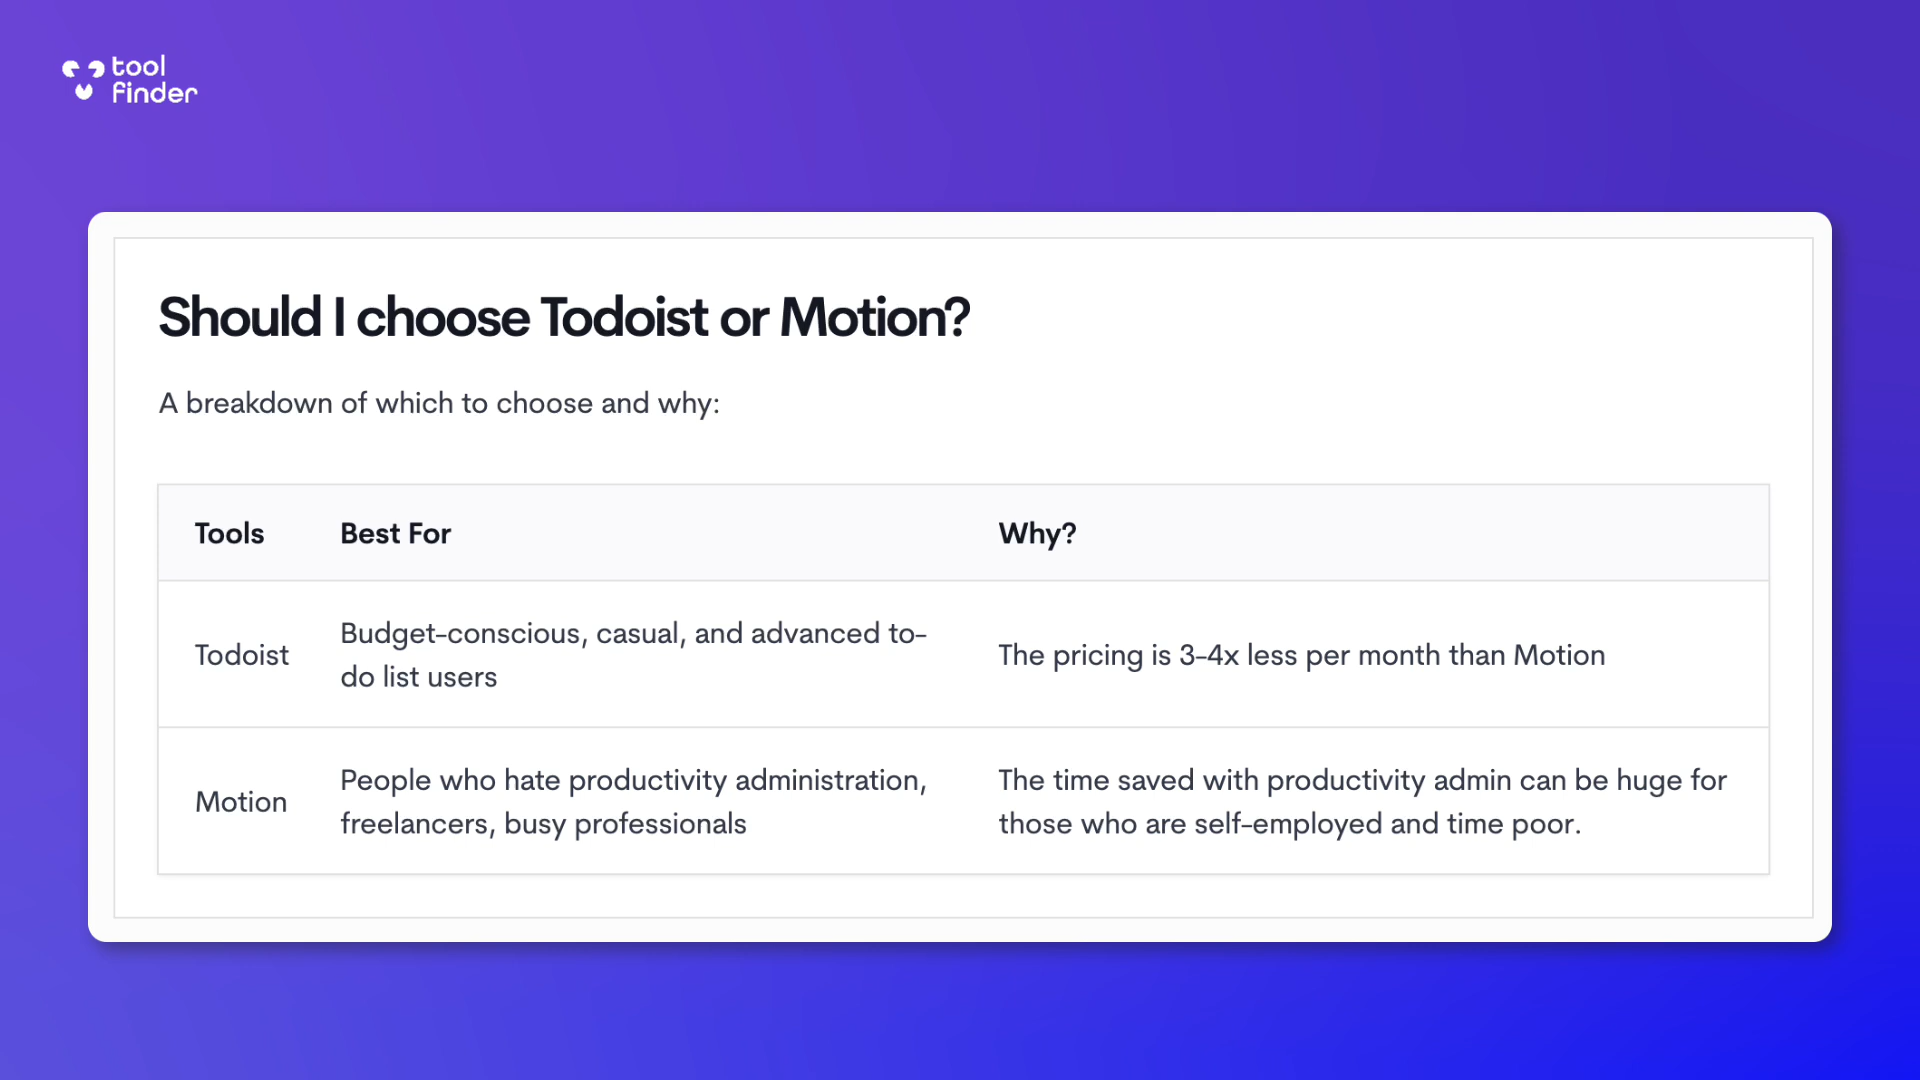 tool
finder
Should I choose Todoist or Motion?
A breakdown of which to choose and why:
Tools Best For Why?
Todoist
Budget-conscious, casual, and advanced to-
do list users
The pricing is 3-4x less per month than Motion
Motion
People who hate productivity administration,
freelancers, busy professionals
The time saved with productivity admin can be huge for
those who are self-employed and time poor.